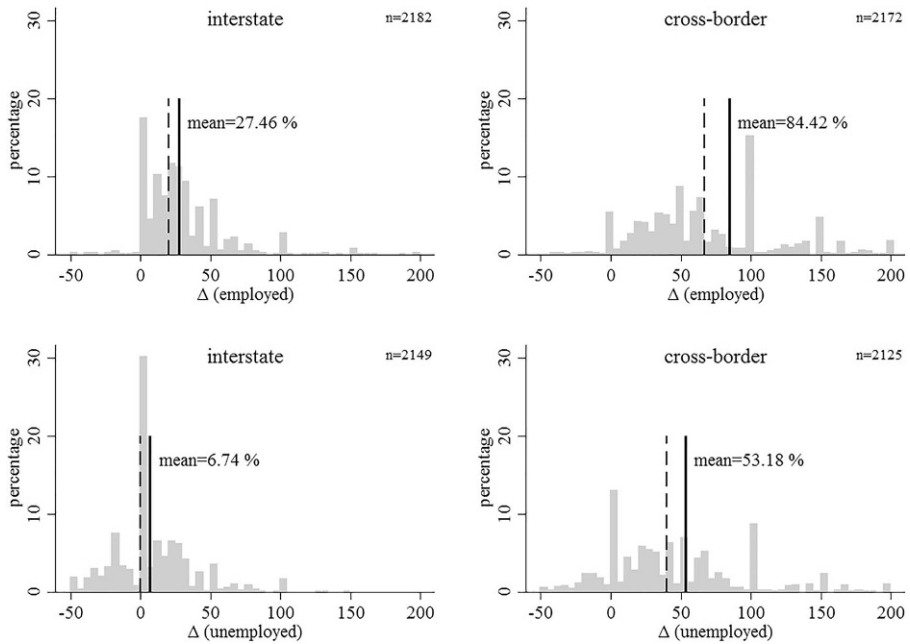 interstate n=2182
percentage
0 10 20 30
mean=27.46 %
-50 0 50 100 150 200
Δ (employed)
cross-border n=2172
percentage
0 10 20 30
mean=84.42 %
-50 0 50 100 150 200
Δ (employed)
interstate n=2149
percentage
0 10 20 30
mean=6.74 %
-50 0 50 100 150 200
Δ (unemployed)
cross-border n=2125
percentage
0 10 20 30
mean=53.18 %
-50 0 50 100 150 200
Δ (unemployed)